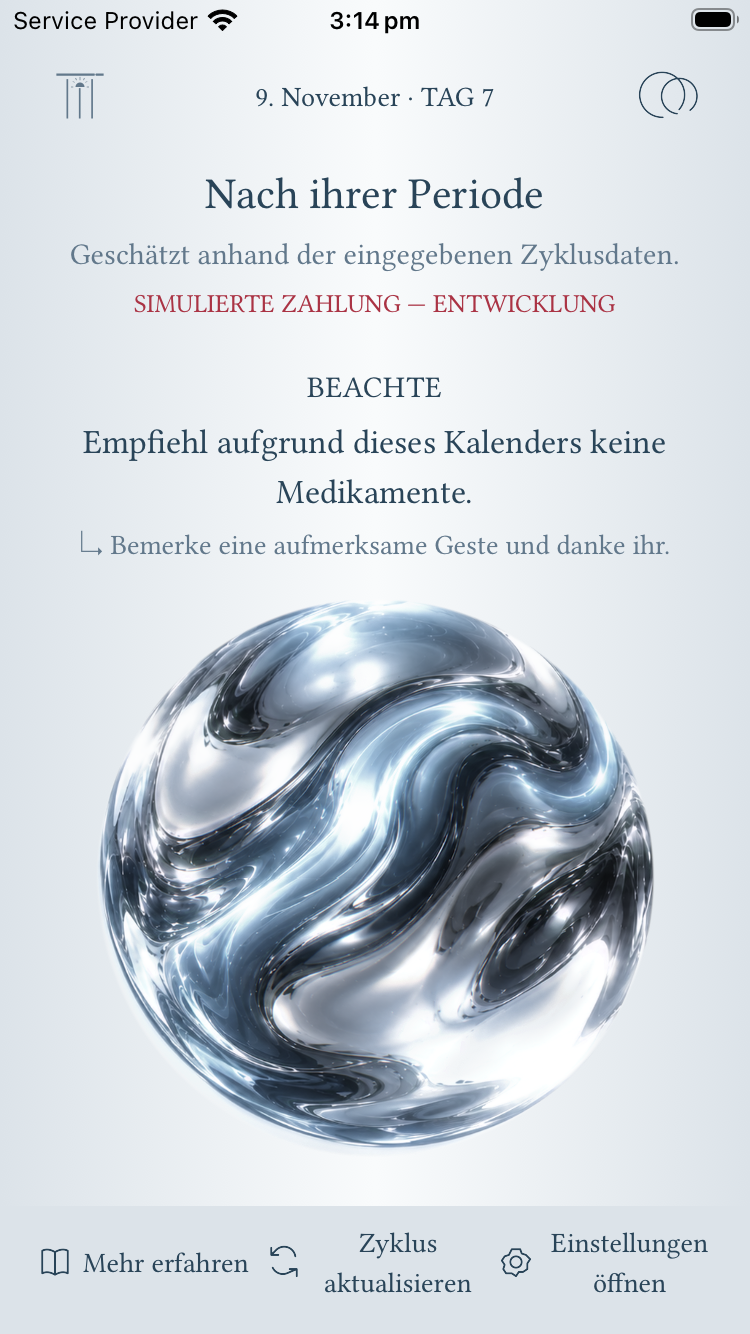 Service Provider 3:14 pm
9. November · TAG 7
Nach ihrer Periode
Geschätzt anhand der eingegebenen Zyklusdaten.
SIMULIERTE ZAHLUNG — ENTWICKLUNG
BEACHTE
Empfiehl aufgrund dieses Kalenders keine
Medikamente.
Bemerke eine aufmerksame Geste und danke ihr.
Mehr erfahren
Zyklus
aktualisieren
Einstellungen
öffnen